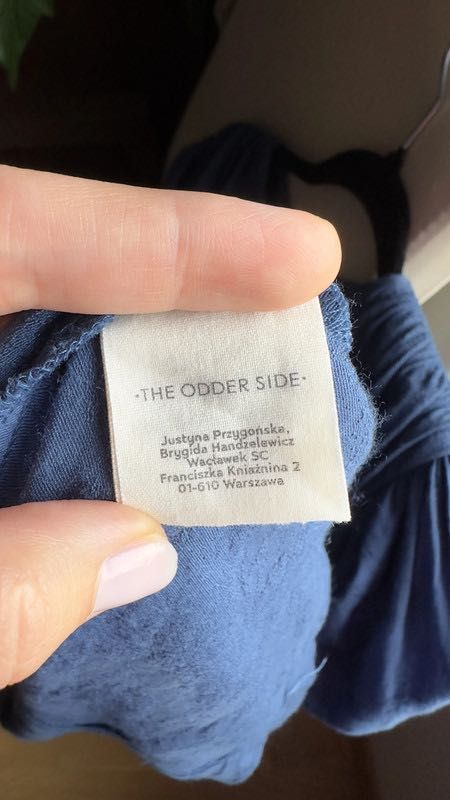 ·THE ODDER SIDE·
Justyna Przygońska,
Brygida Handzelewicz
Wacławek SC
Franciszka Kniaźnina 2
01-610 Warszawa